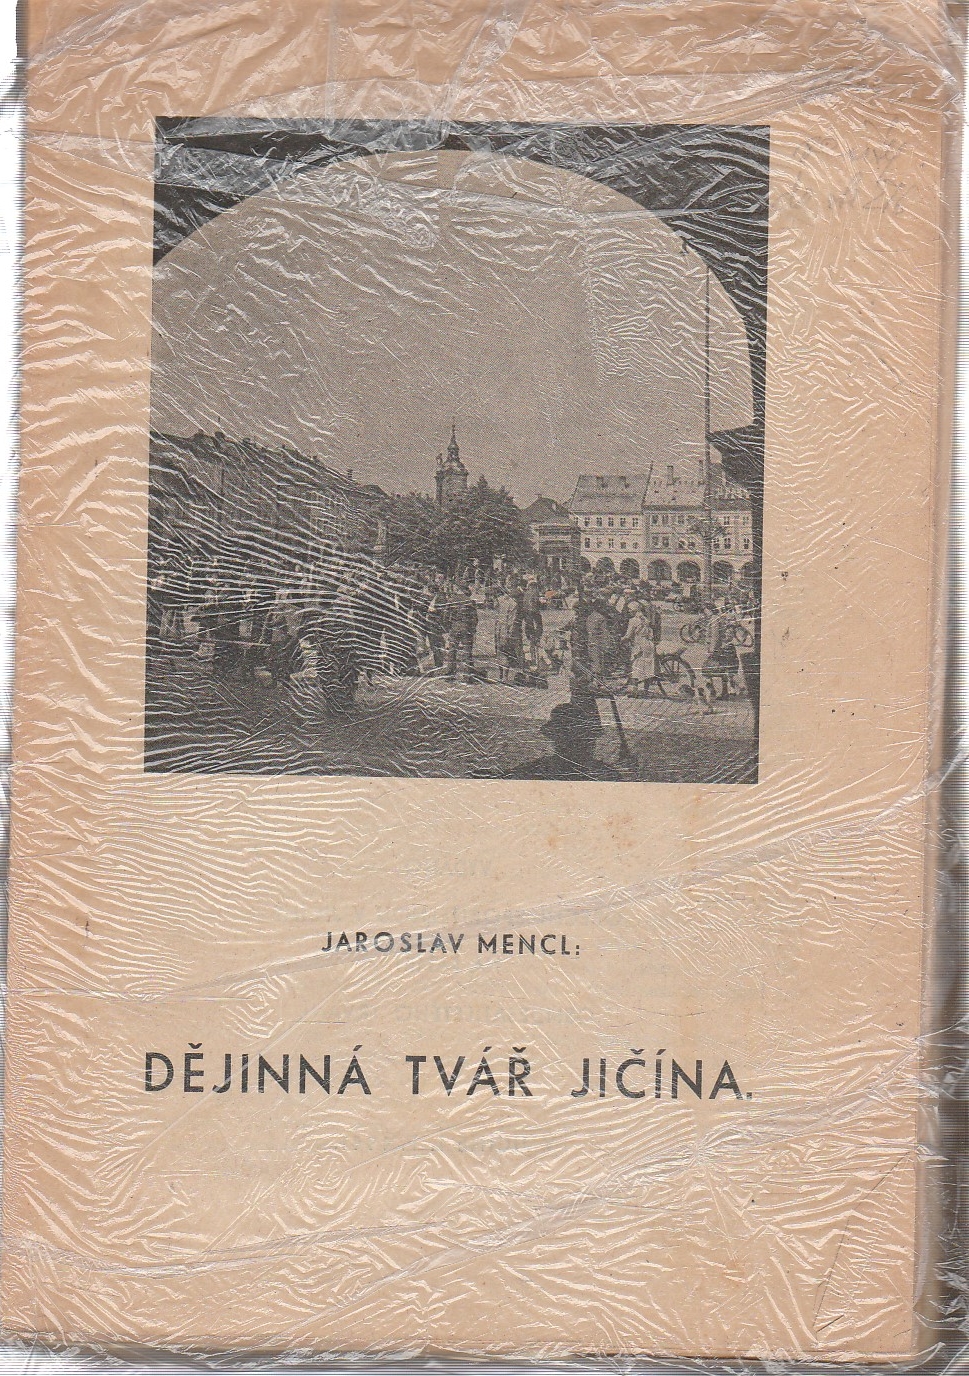 JAROSLAV MENCL:
DĚJINNÁ TVÁŘ JIČÍNA.